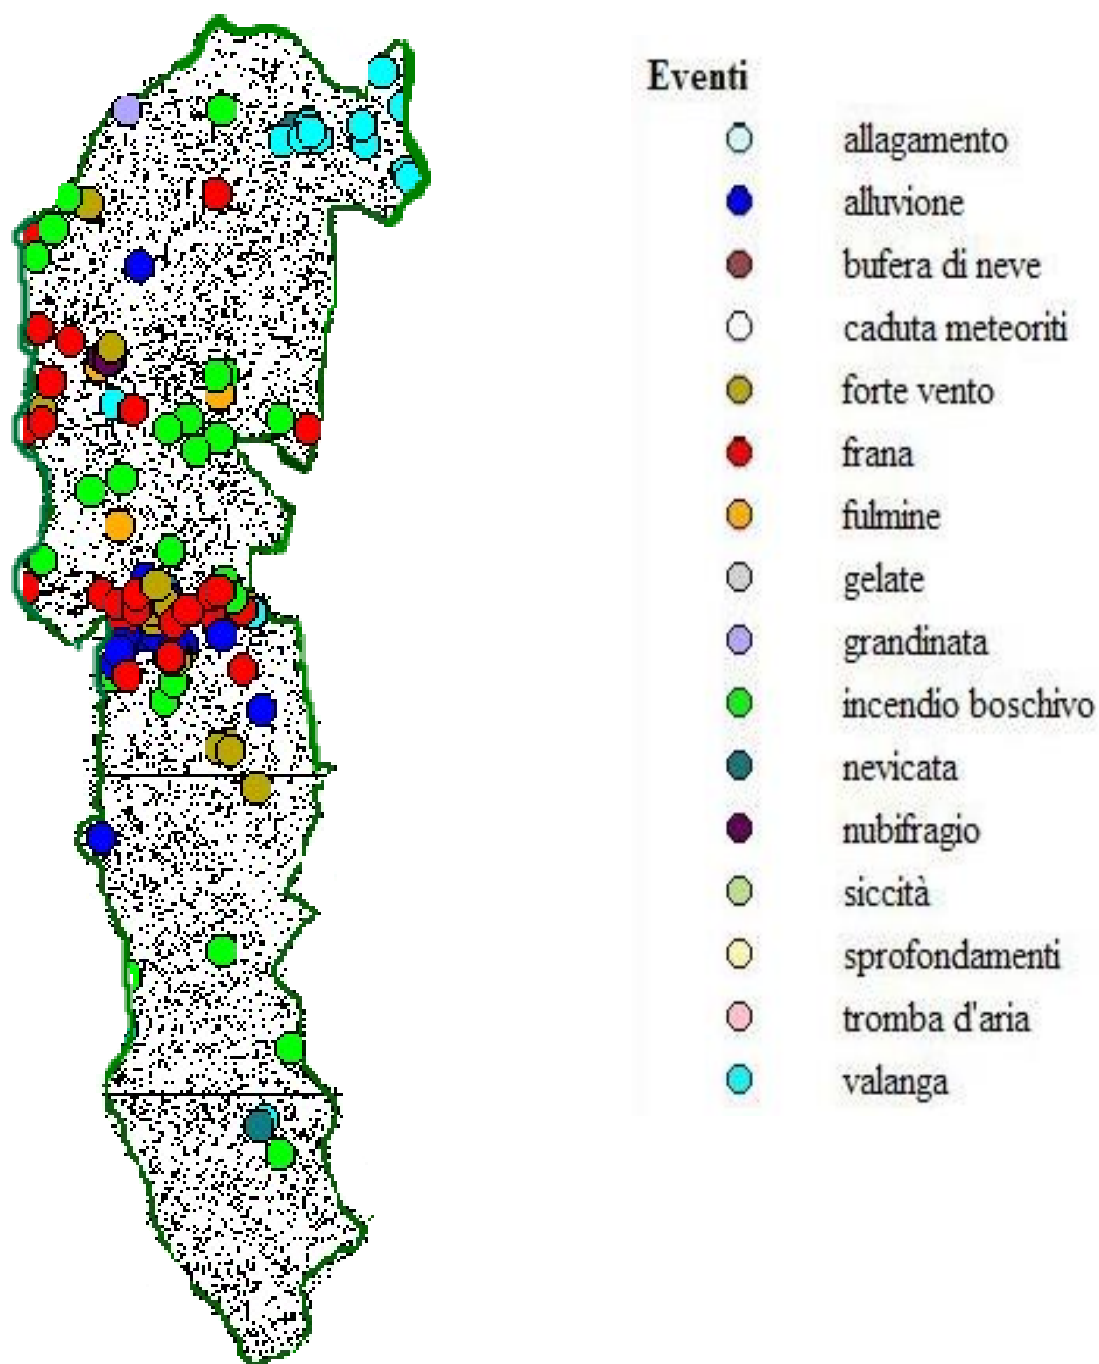 Eventi
allagamento
alluvione
bufera di neve
caduta meteoriti
forte vento
frana
fulmine
gelate
grandinata
incendio boschivo
nevicata
nubifragio
siccità
sprofondamenti
tromba d'aria
valanga